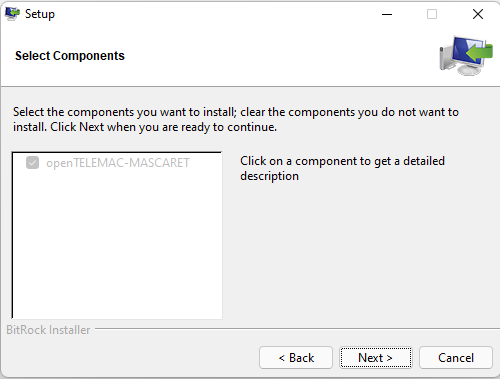 Setup
Select Components
Select the components you want to install; clear the components you do not want to
install. Click Next when you are ready to continue.
openTELEMAC-MASCARET
Click on a component to get a detailed
description
BitRock Installer
< Back
Next >
Cancel